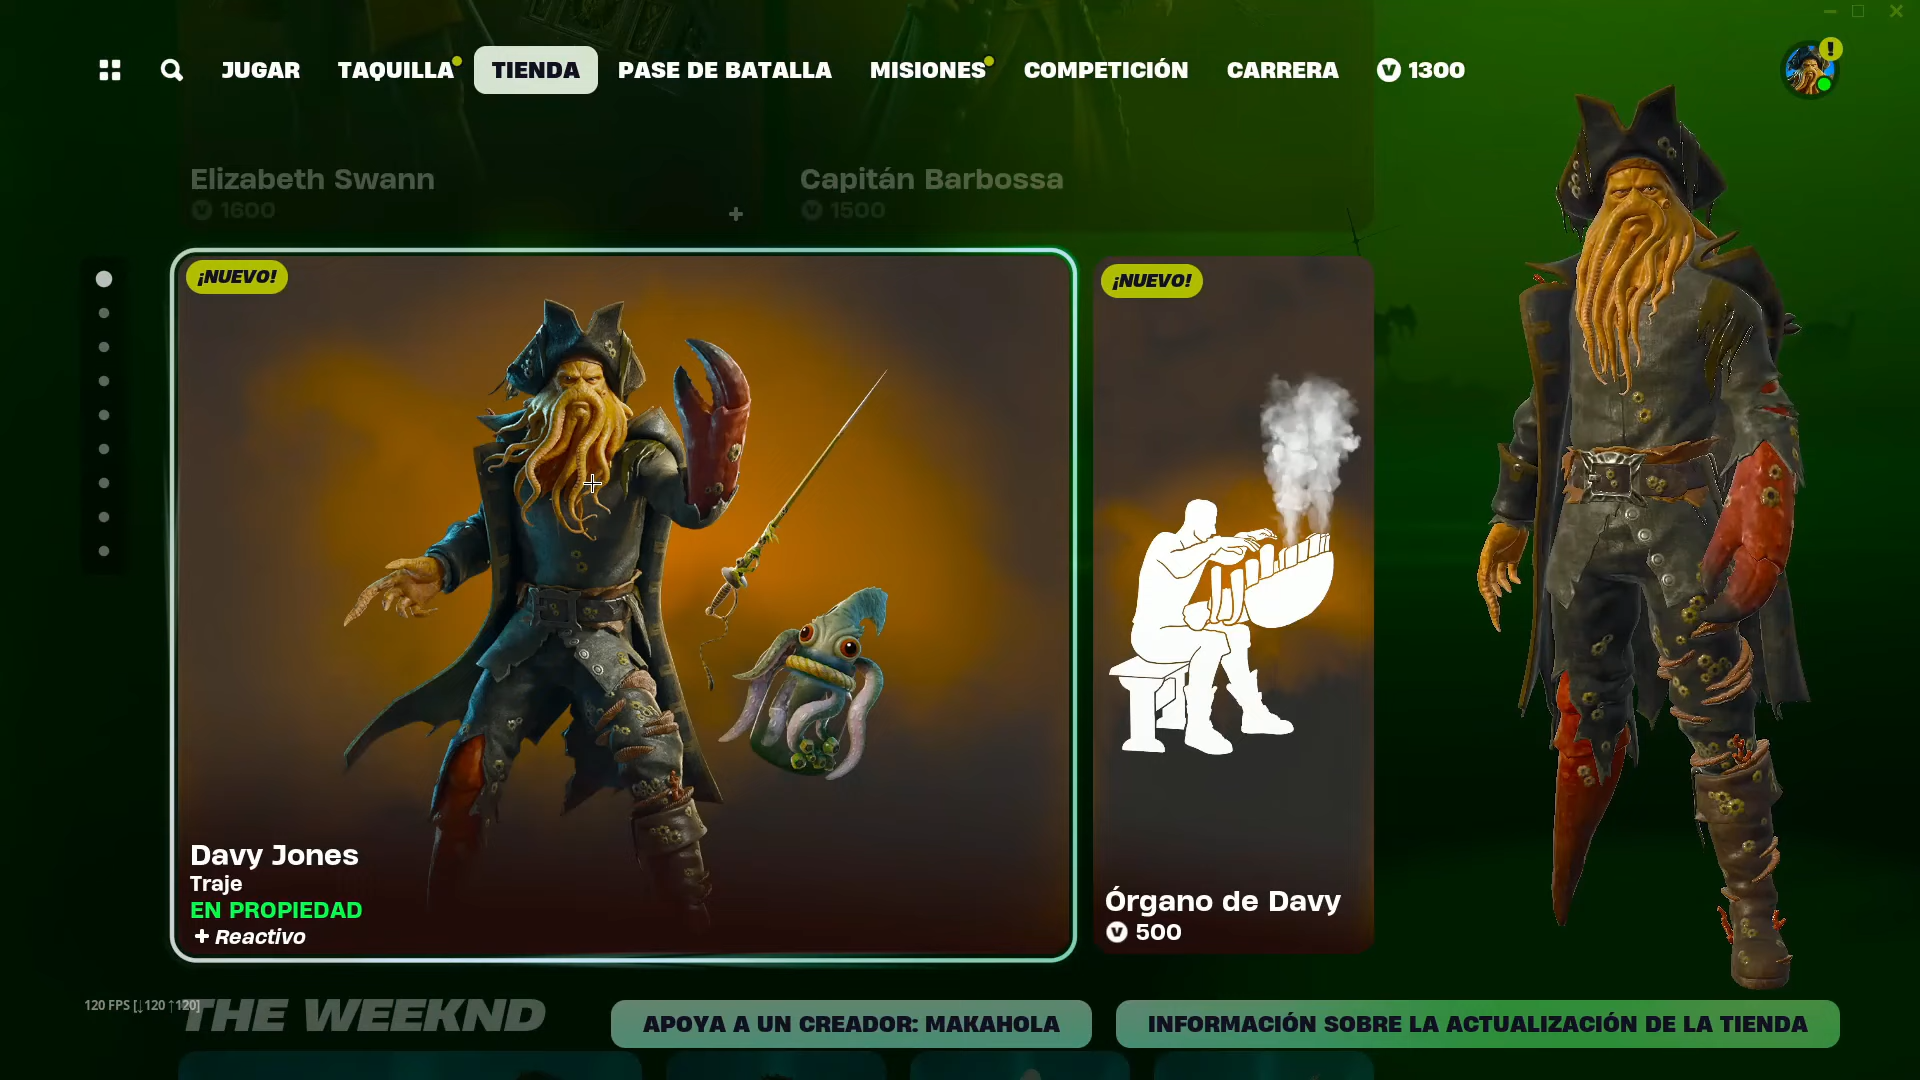 JUGAR
TAQUILLA
TIENDA
PASE DE BATALLA
MISIONES
COMPETICIÓN
CARRERA
1300
Elizabeth Swann
1600
Capitán Barbossa
1500
¡NUEVO!
Davy Jones
Traje
EN PROPIEDAD
+ Reactivo
¡NUEVO!
Órgano de Davy
500
120 FPS [↓120 ↑120]
THE WEEKND
APOYA A UN CREADOR: MAKAHOLA
INFORMACIÓN SOBRE LA ACTUALIZACIÓN DE LA TIENDA